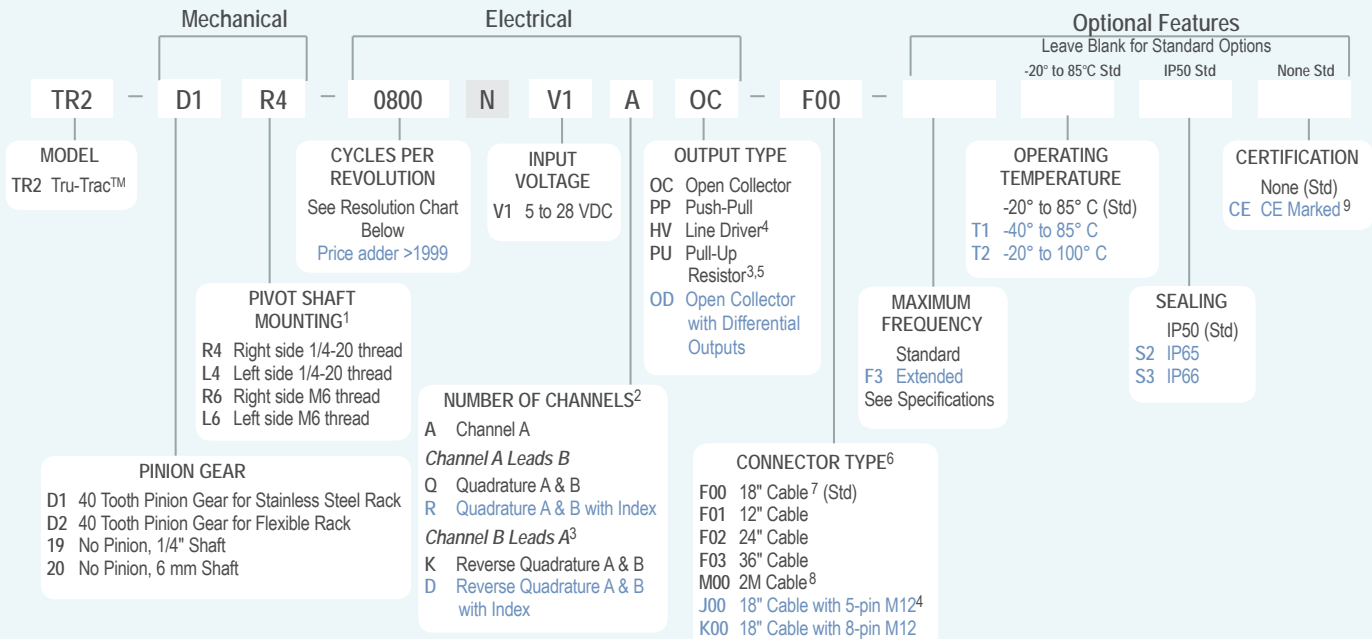 Mechanical
Electrical
Optional Features
Leave Blank for Standard Options
-20° to 85°C Std
IP50 Std
None Std
TR2 – D1 R4 – 0800 N V1 A OC – F00 –
MODEL
TR2 Tru-Trac™
CYCLES PER
REVOLUTION
See Resolution Chart
Below
Price adder >1999
INPUT
VOLTAGE
V1 5 to 28 VDC
OUTPUT TYPE
OC Open Collector
PP Push-Pull
HV Line Driver4
PU Pull-Up
Resistor3,5
OD Open Collector
with Differential
Outputs
OPERATING
TEMPERATURE
-20° to 85° C (Std)
T1 -40° to 85° C
T2 -20° to 100° C
CERTIFICATION
None (Std)
CE CE Marked9
PIVOT SHAFT
MOUNTING1
R4 Right side 1/4-20 thread
L4 Left side 1/4-20 thread
R6 Right side M6 thread
L6 Left side M6 thread
MAXIMUM
FREQUENCY
Standard
F3 Extended
See Specifications
SEALING
IP50 (Std)
S2 IP65
S3 IP66
NUMBER OF CHANNELS2
A Channel A
Channel A Leads B
Q Quadrature A & B
R Quadrature A & B with Index
Channel B Leads A3
K Reverse Quadrature A & B
D Reverse Quadrature A & B
with Index
PINION GEAR
D1 40 Tooth Pinion Gear for Stainless Steel Rack
D2 40 Tooth Pinion Gear for Flexible Rack
19 No Pinion, 1/4" Shaft
20 No Pinion, 6 mm Shaft
CONNECTOR TYPE6
F00 18" Cable7 (Std)
F01 12" Cable
F02 24" Cable
F03 36" Cable
M00 2M Cable8
J00 18" Cable with 5-pin M124
K00 18" Cable with 8-pin M12